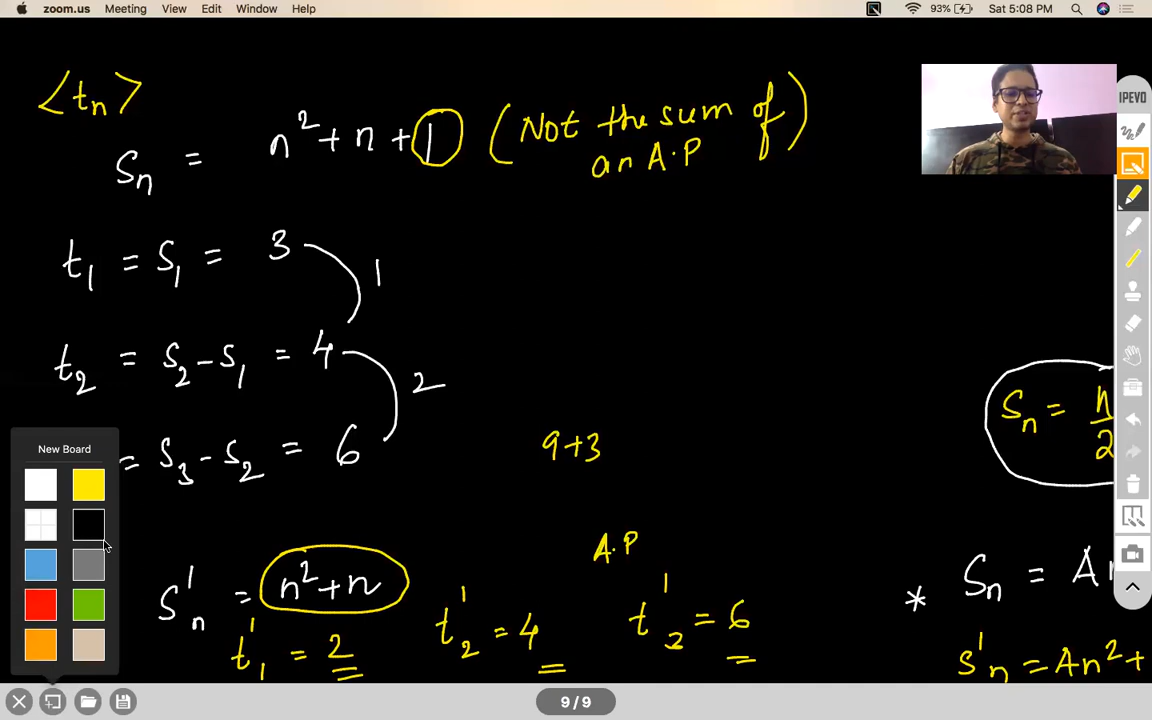 zoom.us Meeting View Edit Window Help 93% Sat 5:08 PM
<tn>
Sn = n²+n+1 (Not the sum of an A.P)
IPEVO
t₁ = S₁ = 3
1
t₂ = S₂-S₁ = 4
2
Sn = n/2
New Board
= S₃-S₂ = 6
9+3
A.P
S'n = n²+n
* Sn = A
t'₁ = 2 t'₂ = 4 t'₃ = 6
S'n = An²+
9 / 9